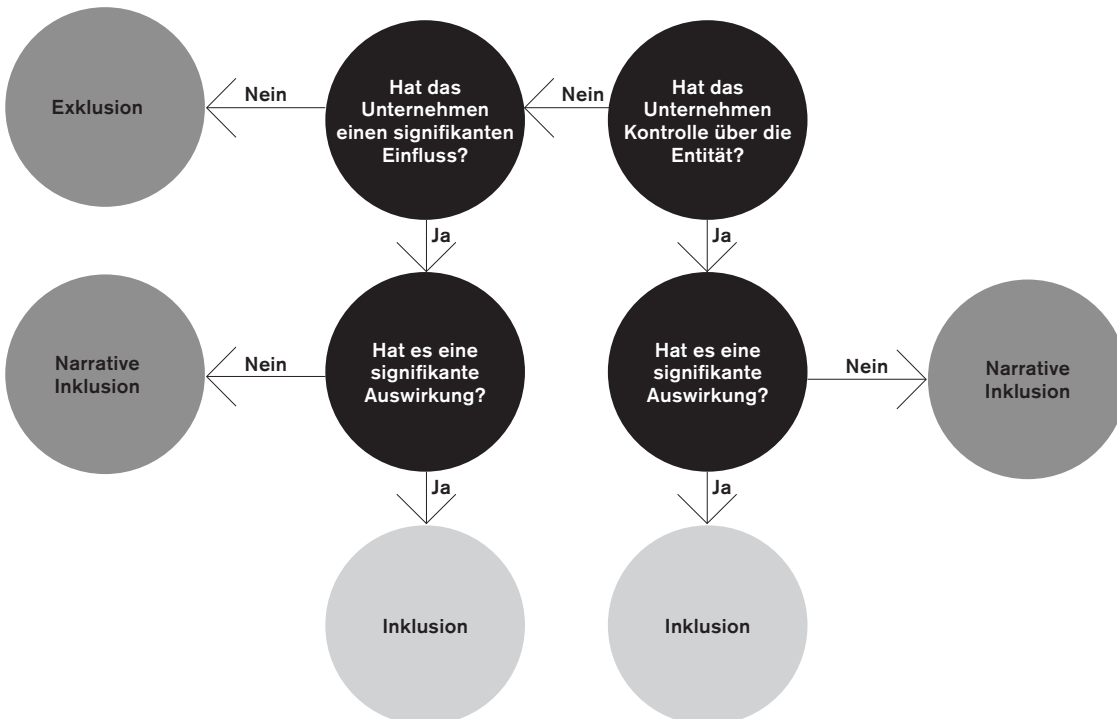 Exklusion
Nein
Hat das
Unternehmen
einen signifikanten
Einfluss?
Nein
Hat das
Unternehmen
Kontrolle über die
Entität?
Ja
Ja
Narrative
Inklusion
Nein
Hat es eine
signifikante
Auswirkung?
Hat es eine
signifikante
Auswirkung?
Nein
Narrative
Inklusion
Ja
Ja
Inklusion
Inklusion